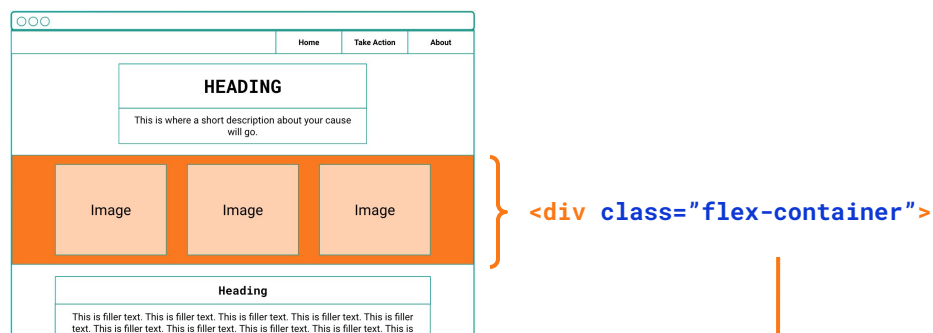 Home Take Action About
HEADING
This is where a short description about your cause
will go.
Image Image Image
<div class=”flex-container”>
Heading
This is filler text. This is filler text. This is filler text. This is filler
text. This is filler text. This is filler text. This is filler text. This is